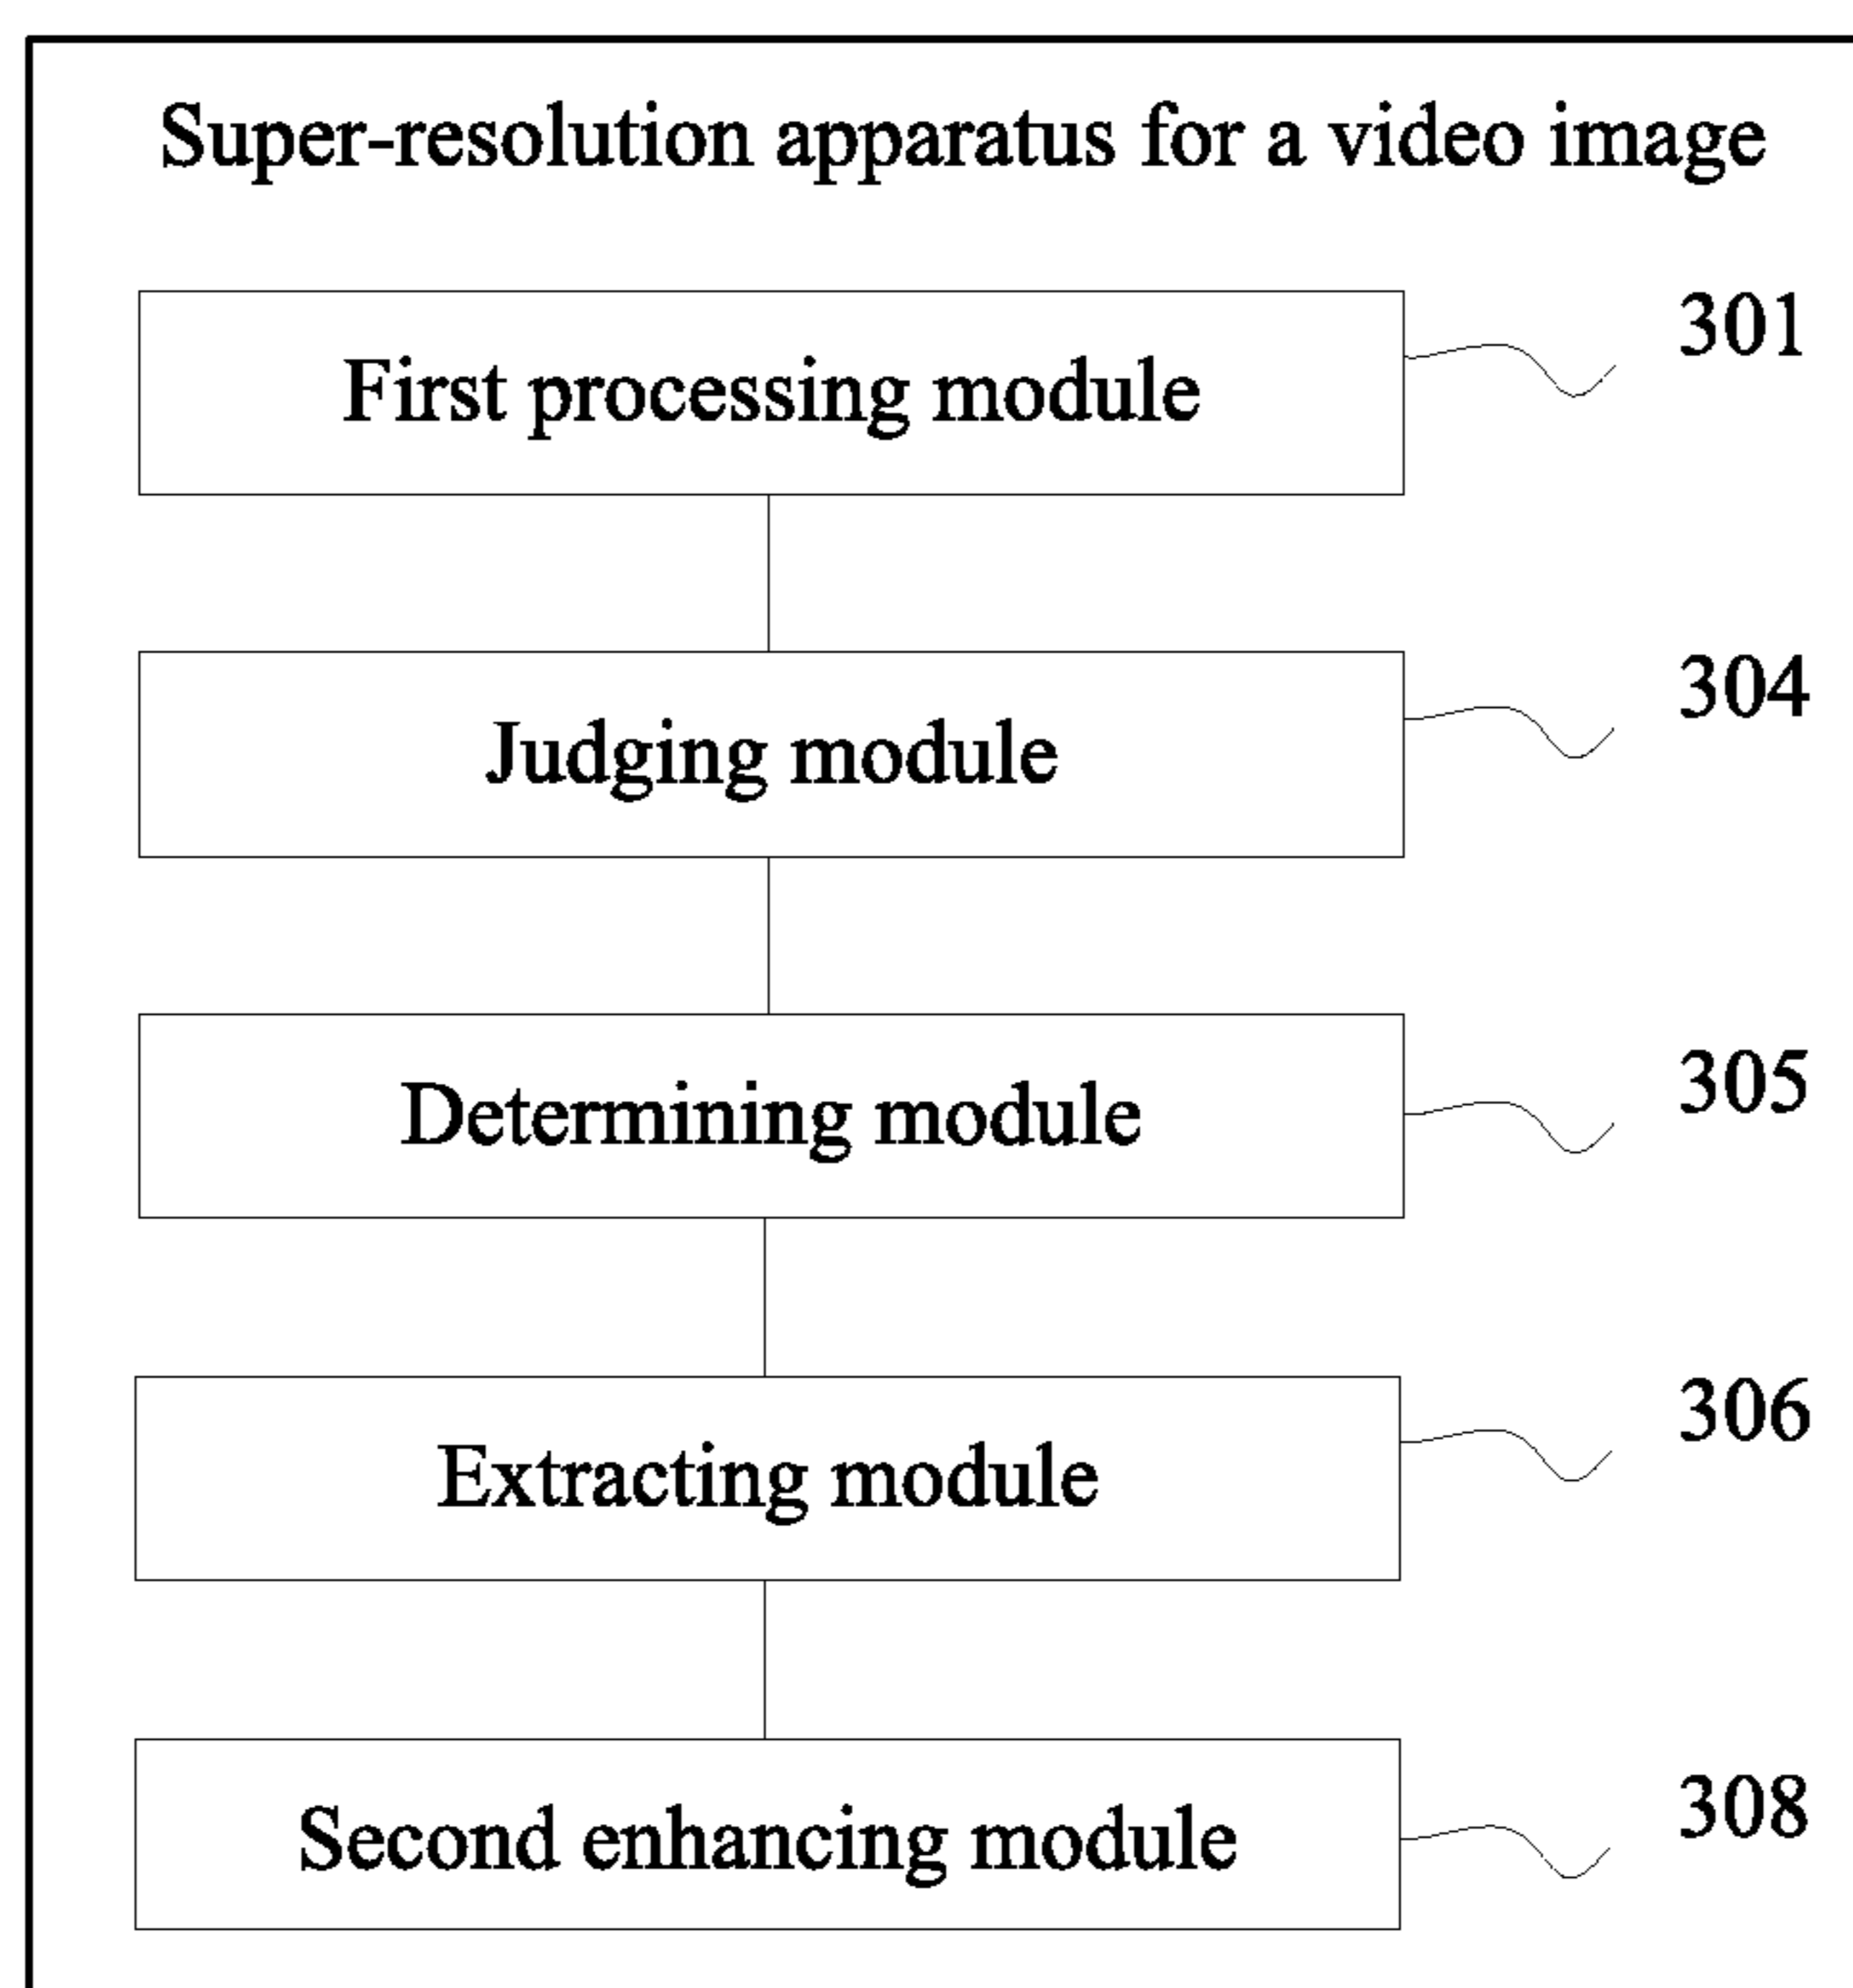 Super-resolution apparatus for a video image
First processing module
301
Judging module
304
Determining module
305
Extracting module
306
Second enhancing module
308